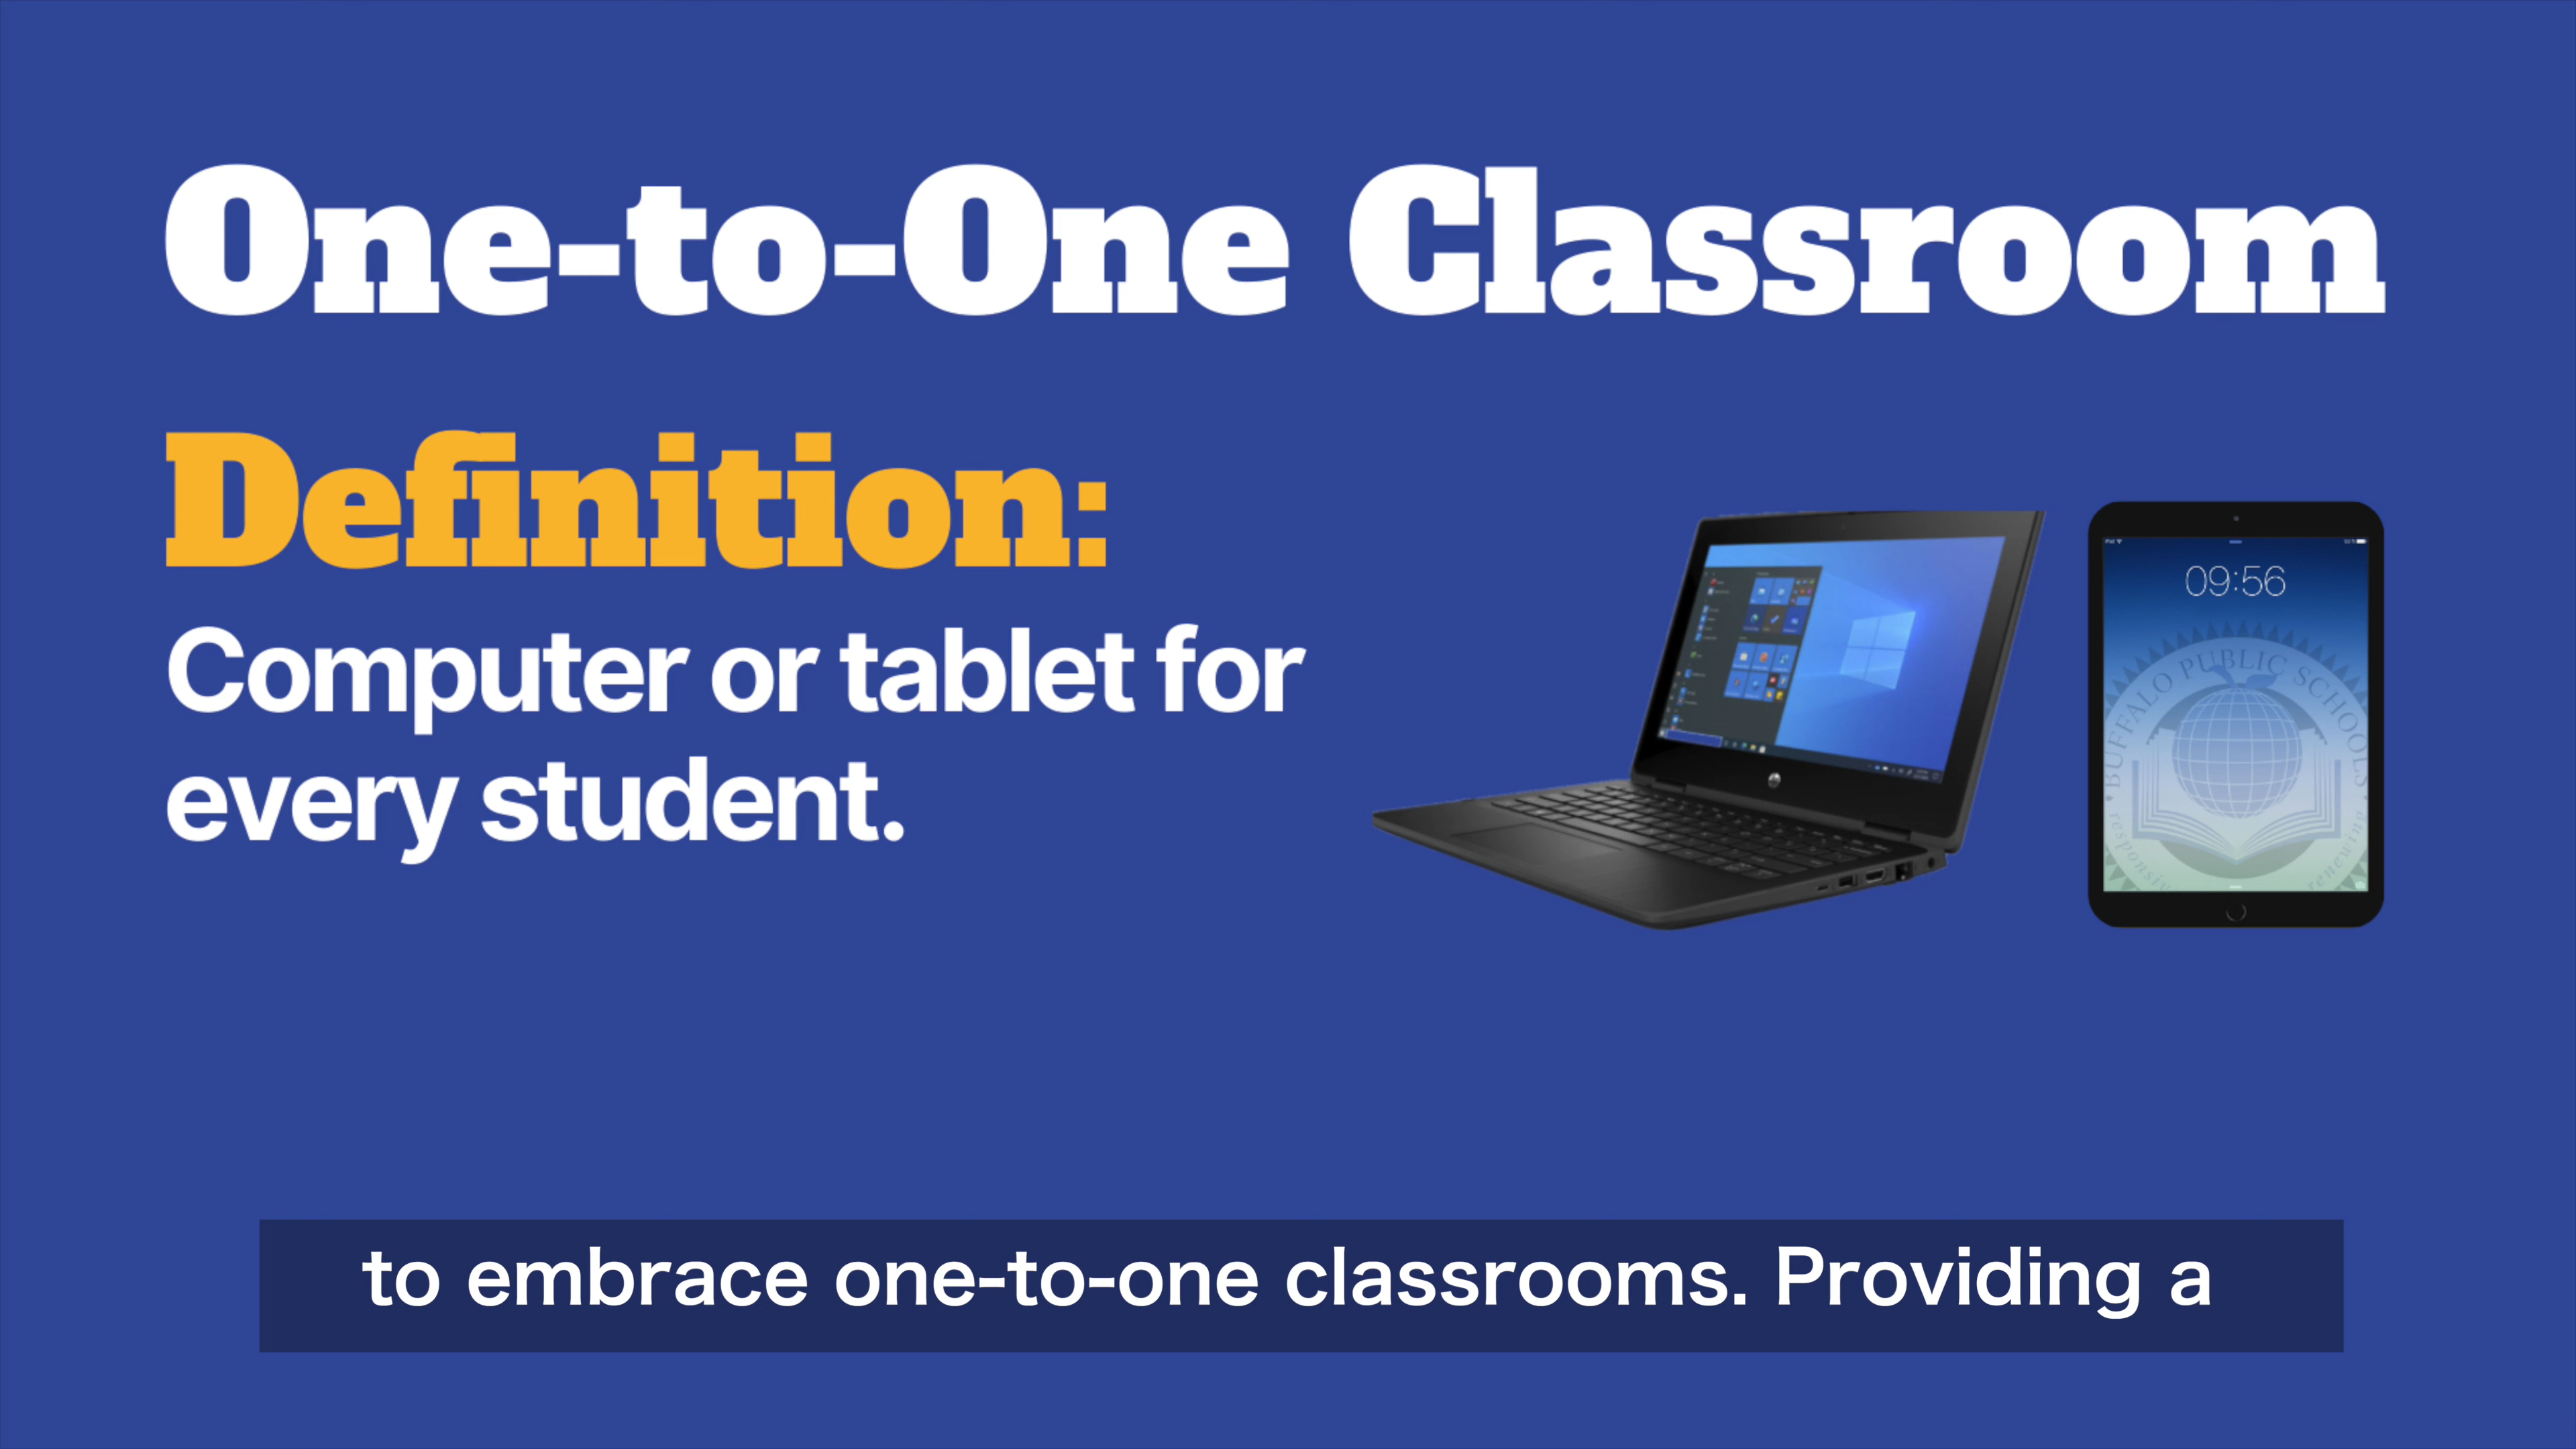 One-to-One Classroom
Definition:
Computer or tablet for
every student.
09:56
BUFFALO PUBLIC SCHOOLS
to embrace one-to-one classrooms. Providing a